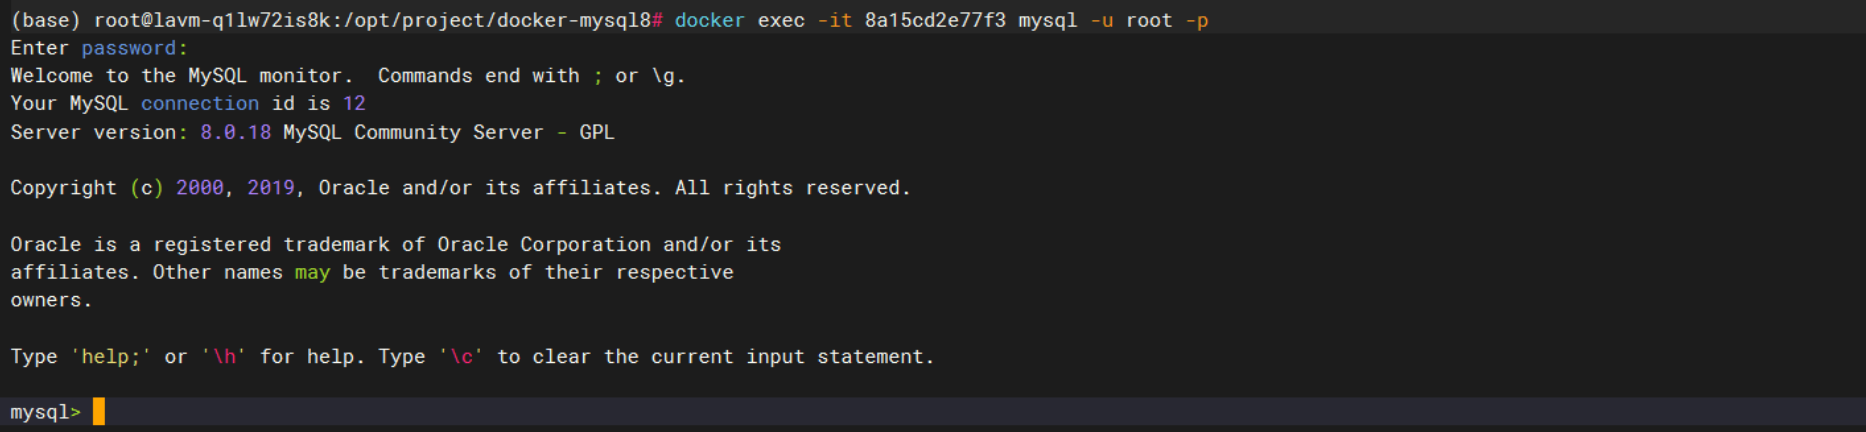 (base) root@lavm-q1lw72is8k:/opt/project/docker-mysql8# docker exec -it 8a15cd2e77f3 mysql -u root -p
Enter password:
Welcome to the MySQL monitor.  Commands end with ; or \g.
Your MySQL connection id is 12
Server version: 8.0.18 MySQL Community Server - GPL
Copyright (c) 2000, 2019, Oracle and/or its affiliates. All rights reserved.
Oracle is a registered trademark of Oracle Corporation and/or its
affiliates. Other names may be trademarks of their respective
owners.
Type 'help;' or '\h' for help. Type '\c' to clear the current input statement.
mysql>